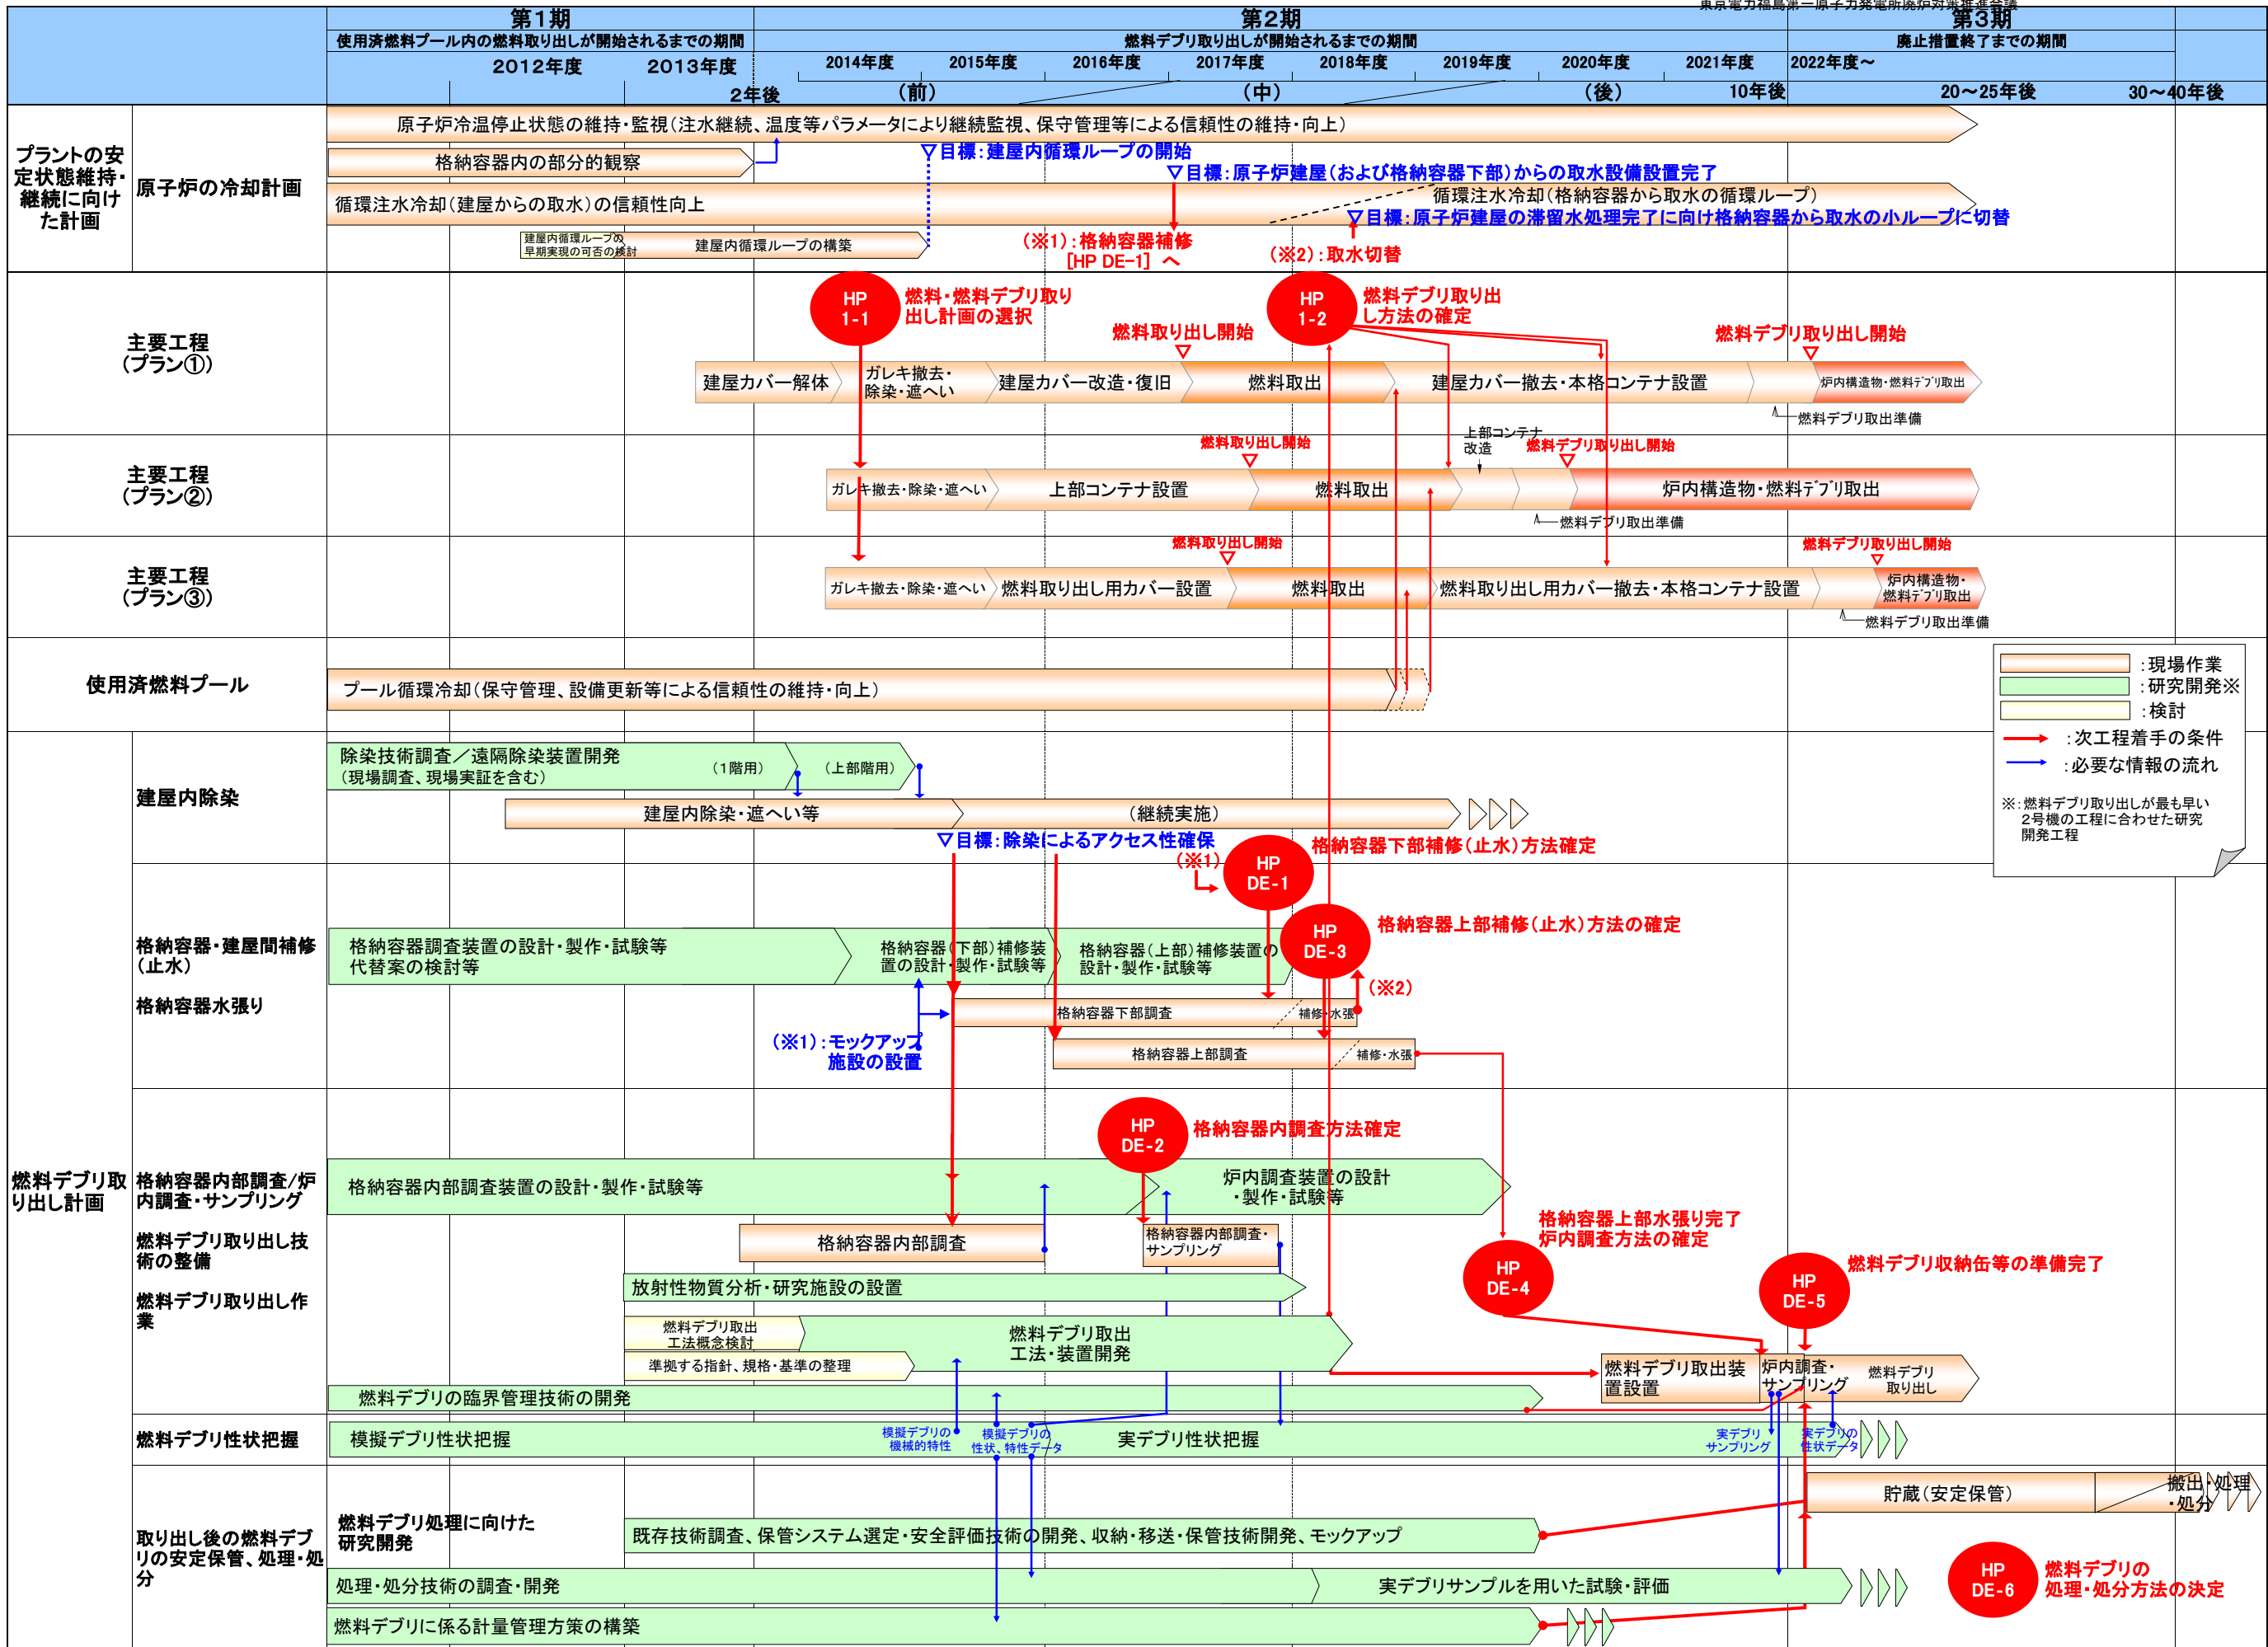 東京電力福島第一原子力発電所廃炉対策推進会議
第１期
第２期
第３期
使用済燃料プール内の燃料取り出しが開始されるまでの期間
燃料デブリ取り出しが開始されるまでの期間
廃止措置終了までの期間
２０１２年度
２０１３年度
2014年度
2015年度
2016年度
2017年度
2018年度
2019年度
2020年度
2021年度
2022年度～
２年後
（前）
（中）
（後）
10年後
20～25年後
30～40年後
プラントの安
定状態維持・
継続に向け
た計画
原子炉の冷却計画
原子炉冷温停止状態の維持・監視（注水継続、温度等パラメータにより継続監視、保守管理等による信頼性の維持・向上）
格納容器内の部分的観察
▽目標：建屋内循環ループの開始
▽目標：原子炉建屋（および格納容器下部）からの取水設備設置完了
循環注水冷却（建屋からの取水）の信頼性向上
循環注水冷却（格納容器から取水の循環ループ）
▽目標：原子炉建屋の滞留水処理完了に向け格納容器から取水の小ループに切替
建屋内循環ループの
早期実現の可否の検討
建屋内循環ループの構築
（※1）：格納容器補修
［HP DE-1］ へ
（※2）：取水切替
主要工程
（プラン①）
HP
1-1
燃料・燃料デブリ取り
出し計画の選択
HP
1-2
燃料デブリ取り出
し方法の確定
燃料取り出し開始
燃料デブリ取り出し開始
建屋カバー解体
ガレキ撤去・
除染・遮へい
建屋カバー改造・復旧
燃料取出
建屋カバー撤去・本格コンテナ設置
炉内構造物・燃料ﾃﾞﾌﾞﾘ取出
燃料デブリ取出準備
主要工程
（プラン②）
燃料取り出し開始
上部コンテナ
改造
燃料デブリ取り出し開始
ガレキ撤去・除染・遮へい
上部コンテナ設置
燃料取出
炉内構造物・燃料ﾃﾞﾌﾞﾘ取出
燃料デブリ取出準備
主要工程
（プラン③）
燃料取り出し開始
燃料デブリ取り出し開始
ガレキ撤去・除染・遮へい
燃料取り出し用カバー設置
燃料取出
燃料取り出し用カバー撤去・本格コンテナ設置
炉内構造物・
燃料ﾃﾞﾌﾞﾘ取出
燃料デブリ取出準備
使用済燃料プール
プール循環冷却（保守管理、設備更新等による信頼性の維持・向上）
：現場作業
：研究開発※
：検討
：次工程着手の条件
：必要な情報の流れ
※：燃料デブリ取り出しが最も早い
２号機の工程に合わせた研究
開発工程
燃料デブリ取
り出し計画
建屋内除染
除染技術調査／遠隔除染装置開発
（現場調査、現場実証を含む）
（１階用）
（上部階用）
建屋内除染・遮へい等
（継続実施）
▽目標：除染によるアクセス性確保
（※1）
HP
DE-1
格納容器下部補修（止水）方法確定
格納容器・建屋間補修
（止水）
格納容器水張り
格納容器調査装置の設計・製作・試験等
代替案の検討等
格納容器（下部）補修装
置の設計・製作・試験等
格納容器（上部）補修装置の
設計・製作・試験等
HP
DE-3
格納容器上部補修（止水）方法の確定
（※2）
格納容器下部調査
補修・水張
（※1）：モックアップ
施設の設置
格納容器上部調査
補修・水張
HP
DE-2
格納容器内調査方法確定
格納容器内部調査/炉
内調査・サンプリング
燃料デブリ取り出し技
術の整備
燃料デブリ取り出し作
業
格納容器内部調査装置の設計・製作・試験等
炉内調査装置の設計
・製作・試験等
格納容器内部調査
格納容器内部調査・
サンプリング
格納容器上部水張り完了
炉内調査方法の確定
HP
DE-4
燃料デブリ収納缶等の準備完了
HP
DE-5
放射性物質分析・研究施設の設置
燃料デブリ取出
工法概念検討
燃料デブリ取出
工法・装置開発
準拠する指針、規格・基準の整理
燃料デブリ取出装
置設置
炉内調査・
サンプリング
燃料デブリ
取り出し
燃料デブリの臨界管理技術の開発
燃料デブリ性状把握
模擬デブリ性状把握
模擬デブリの
機械的特性
模擬デブリの
性状、特性データ
実デブリ性状把握
実デブリ
サンプリング
実デブリの
性状データ
取り出し後の燃料デブ
リの安定保管、処理・処
分
燃料デブリ処理に向けた
研究開発
貯蔵（安定保管）
搬出・処理
・処分
既存技術調査、保管システム選定・安全評価技術の開発、収納・移送・保管技術開発、モックアップ
処理・処分技術の調査・開発
実デブリサンプルを用いた試験・評価
HP
DE-6
燃料デブリの
処理・処分方法の決定
燃料デブリに係る計量管理方策の構築